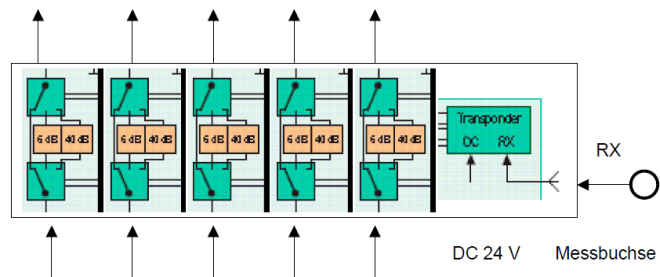 6 dB 40 dB 6 dB 40 dB 6 dB 40 dB 6 dB 40 dB 6 dB 40 dB
Transponder
DC RX
RX
DC 24 V Messbuchse